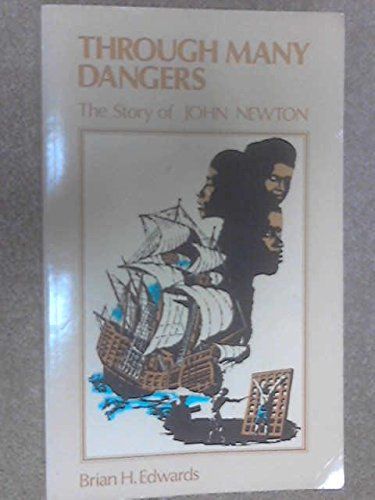 THROUGH MANY
DANGERS
The Story of JOHN NEWTON
Brian H. Edwards